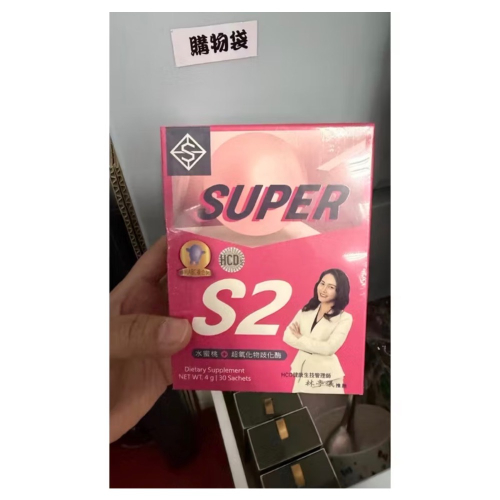 購物袋
S
SUPER
HCD
S2
水蜜桃
超氧化物歧化酶
Dietary Supplement
NET WT. 4 g | 30 Sachets